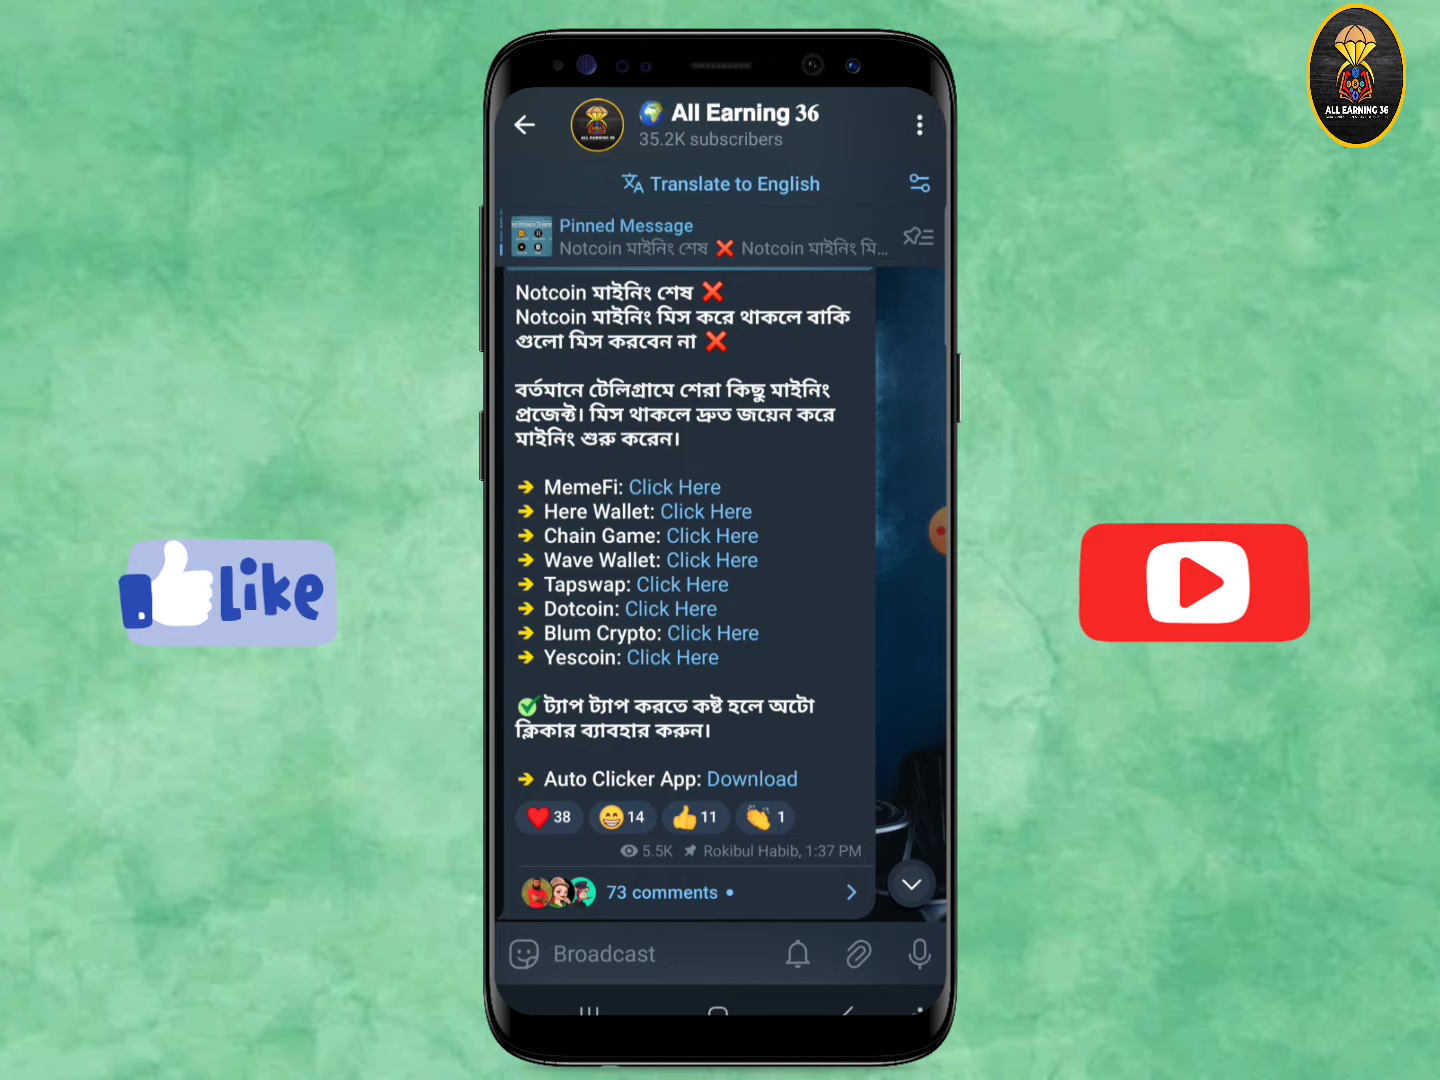 ALL EARNING 36
All Earning 36
35.2K subscribers
Translate to English
Pinned Message
Notcoin মাইনিং শেষ ❌ Notcoin মাইনিং মি...
Notcoin মাইনিং শেষ ❌
Notcoin মাইনিং মিস করে থাকলে বাকি
গুলো মিস করবেন না ❌
বর্তমানে টেলিগ্রামে শেরা কিছু মাইনিং
প্রজেক্ট। মিস থাকলে দ্রুত জয়েন করে
মাইনিং শুরু করেন।
➔ MemeFi: Click Here
➔ Here Wallet: Click Here
➔ Chain Game: Click Here
➔ Wave Wallet: Click Here
➔ Tapswap: Click Here
➔ Dotcoin: Click Here
➔ Blum Crypto: Click Here
➔ Yescoin: Click Here
✅ ট্যাপ ট্যাপ করতে কষ্ট হলে অটো
ক্লিকার ব্যাবহার করুন।
➔ Auto Clicker App: Download
❤️ 38 😁 14 👍 11 👏 1
5.5K Rokibul Habib, 1:37 PM
73 comments •
Broadcast
Like